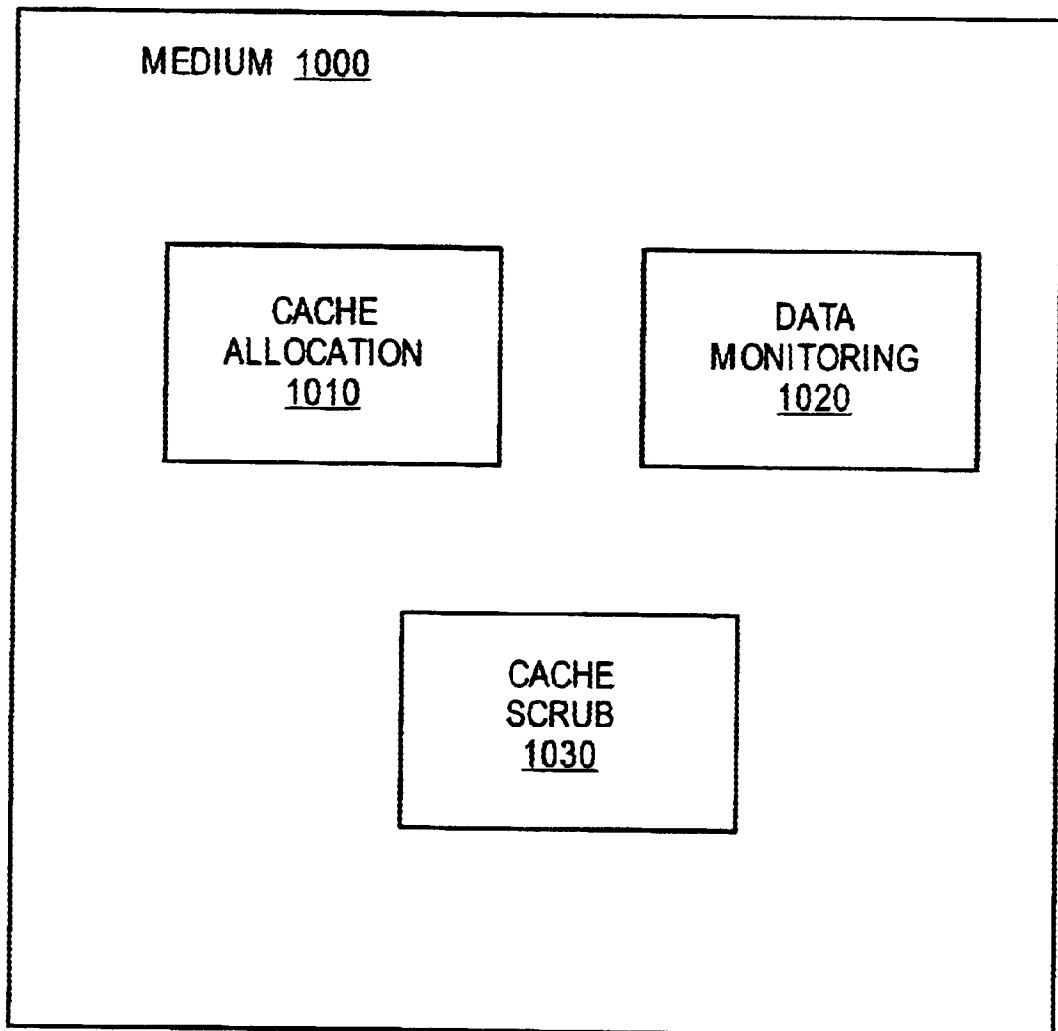 MEDIUM 1000
CACHE
ALLOCATION
1010
DATA
MONITORING
1020
CACHE
SCRUB
1030